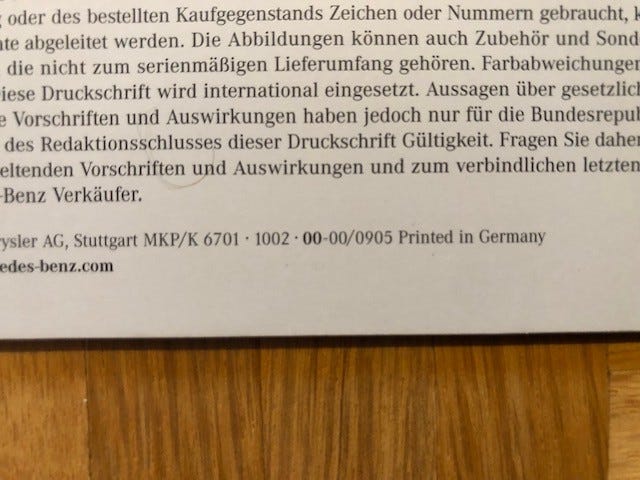 oder des bestellten Kaufgegenstands Zeichen oder Nummern gebraucht, k
te abgeleitet werden. Die Abbildungen können auch Zubehör und Sond
die nicht zum serienmäßigen Lieferumfang gehören. Farbabweichungen
iese Druckschrift wird international eingesetzt. Aussagen über gesetzlich
e Vorschriften und Auswirkungen haben jedoch nur für die Bundesrepub
des Redaktionsschlusses dieser Druckschrift Gültigkeit. Fragen Sie daher
eltenden Vorschriften und Auswirkungen und zum verbindlichen letzten
-Benz Verkäufer.
ysler AG, Stuttgart MKP/K 6701 · 1002 · 00-00/0905 Printed in Germany
edes-benz.com